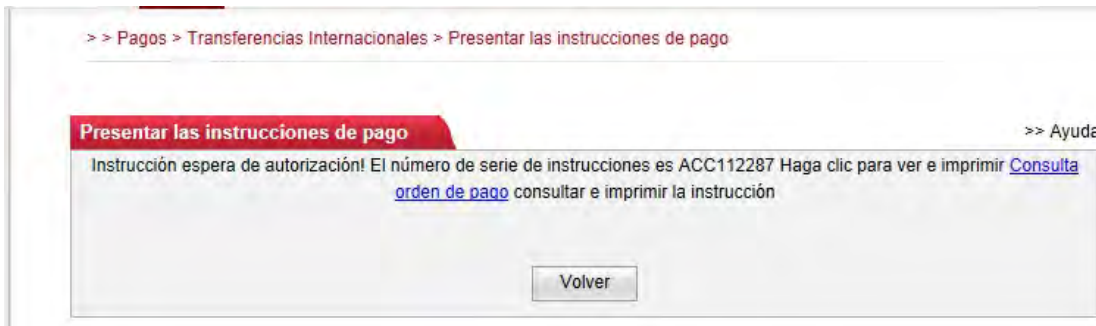 > > Pagos > Transferencias Internacionales > Presentar las instrucciones de pago
Presentar las instrucciones de pago
>> Ayuda
Instrucción espera de autorización! El número de serie de instrucciones es ACC112287 Haga clic para ver e imprimir Consulta
orden de pago consultar e imprimir la instrucción
Volver